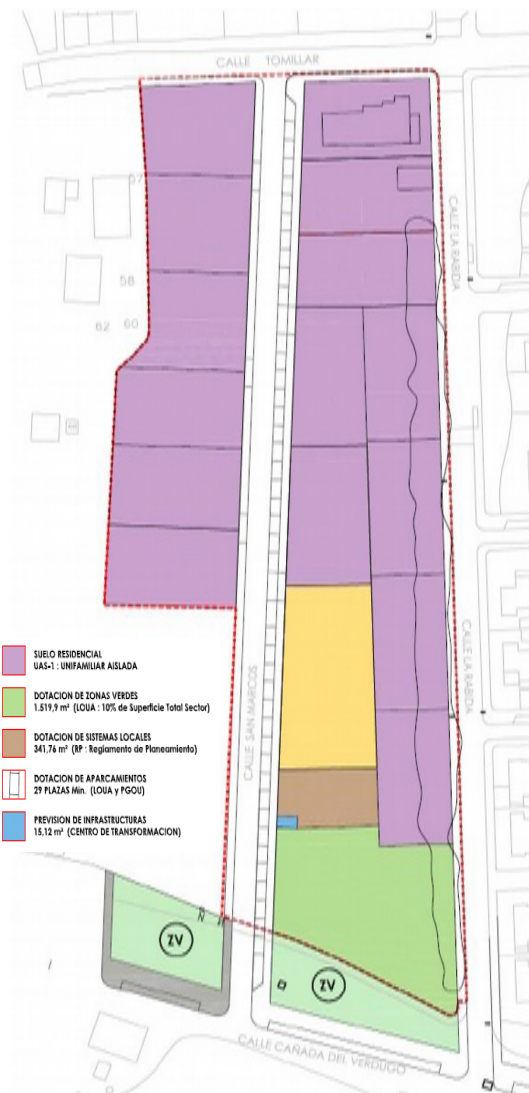 CALLE TOMILLAR
57
CALLE LA RABIDA
58
62 60
SUELO RESIDENCIAL
UAS-1 : UNIFAMILIAR AISLADA
DOTACION DE ZONAS VERDES
1.519,9 m² (LOUA : 10% de Superficie Total Sector)
DOTACION DE SISTEMAS LOCALES
341,76 m² (RP : Reglamento de Planeamiento)
DOTACION DE APARCAMIENTOS
29 PLAZAS Min. (LOUA y PGOU)
PREVISION DE INFRAESTRUCTURAS
15,12 m² (CENTRO DE TRANSFORMACION)
CALLE SAN MARCOS
CALLE LA RABIDA
ZV
ZV
CALLE CAÑADA DEL VERDUGO